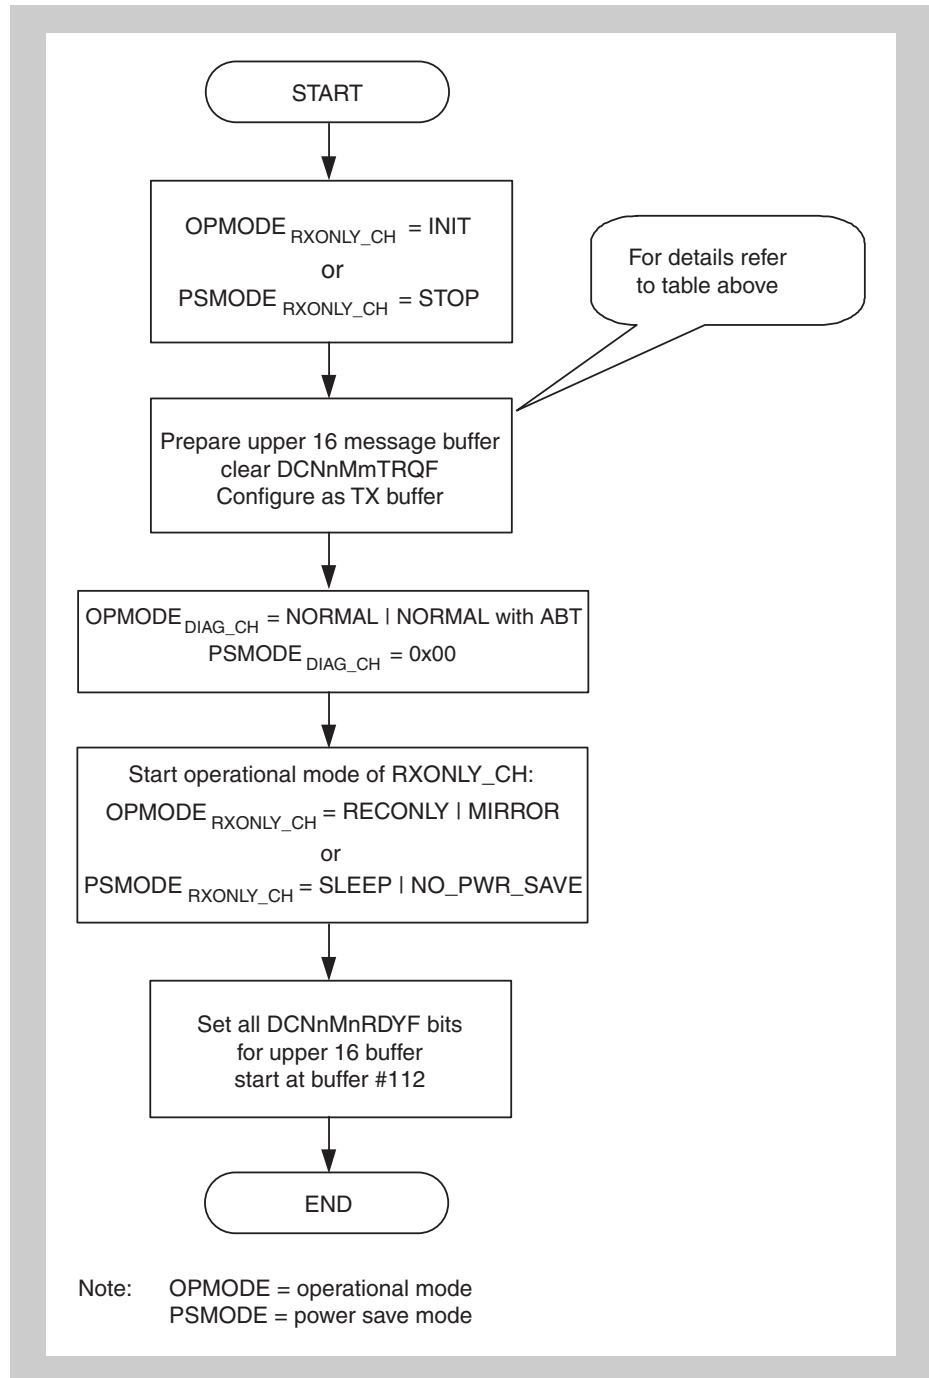 START
OPMODE RXONLY_CH = INIT
or
PSMODE RXONLY_CH = STOP
For details refer
to table above
Prepare upper 16 message buffer
clear DCNnMmTRQF
Configure as TX buffer
OPMODE DIAG_CH = NORMAL | NORMAL with ABT
PSMODE DIAG_CH = 0x00
Start operational mode of RXONLY_CH:
OPMODE RXONLY_CH = RECONLY | MIRROR
or
PSMODE RXONLY_CH = SLEEP | NO_PWR_SAVE
Set all DCNnMnRDYF bits
for upper 16 buffer
start at buffer #112
END
Note: OPMODE = operational mode
PSMODE = power save mode